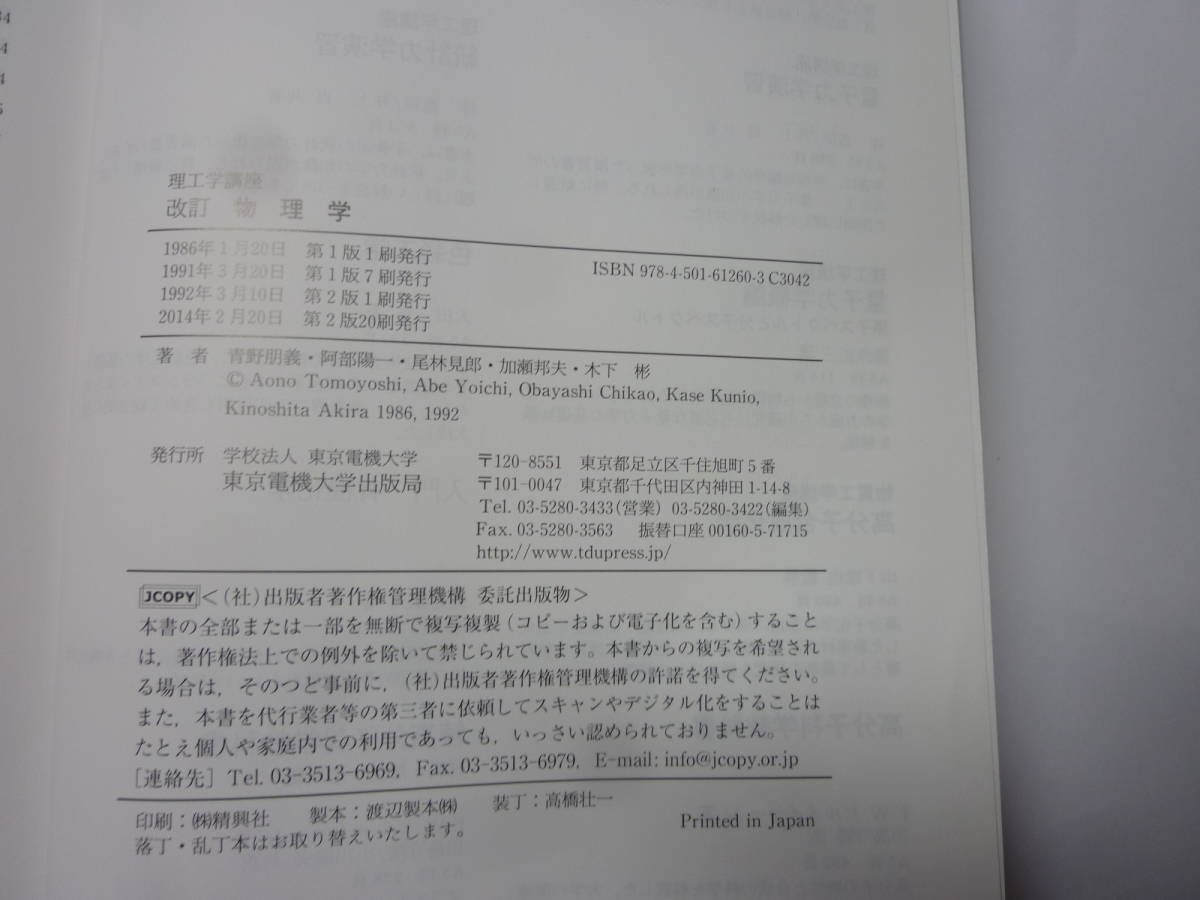 理工学講座
改訂 物 理 学
1986年1月20日 第1版1刷発行
1991年3月20日 第1版7刷発行
1992年3月10日 第2版1刷発行
2014年2月20日 第2版20刷発行
ISBN 978-4-501-61260-3 C3042
著 者 青野朋義・阿部陽一・尾林見郎・加瀬邦夫・木下 彬
© Aono Tomoyoshi, Abe Yoichi, Obayashi Chikao, Kase Kunio,
Kinoshita Akira 1986, 1992
発行所 学校法人 東京電機大学
東京電機大学出版局
〒120-8551 東京都足立区千住旭町5番
〒101-0047 東京都千代田区内神田1-14-8
Tel. 03-5280-3433(営業) 03-5280-3422(編集)
Fax. 03-5280-3563 振替口座 00160-5-71715
http://www.tdupress.jp/
JCOPY <(社)出版者著作権管理機構 委託出版物>
本書の全部または一部を無断で複写複製(コピーおよび電子化を含む)すること
は,著作権法上での例外を除いて禁じられています。本書からの複写を希望され
る場合は,そのつど事前に,(社)出版者著作権管理機構の許諾を得てください。
また,本書を代行業者等の第三者に依頼してスキャンやデジタル化をすることは
たとえ個人や家庭内での利用であっても,いっさい認められておりません。
[連絡先] Tel. 03-3513-6969, Fax. 03-3513-6979, E-mail: info@jcopy.or.jp
印刷:㈱精興社 製本:渡辺製本㈱ 装丁:高橋壮一
落丁・乱丁本はお取り替えいたします。
Printed in Japan